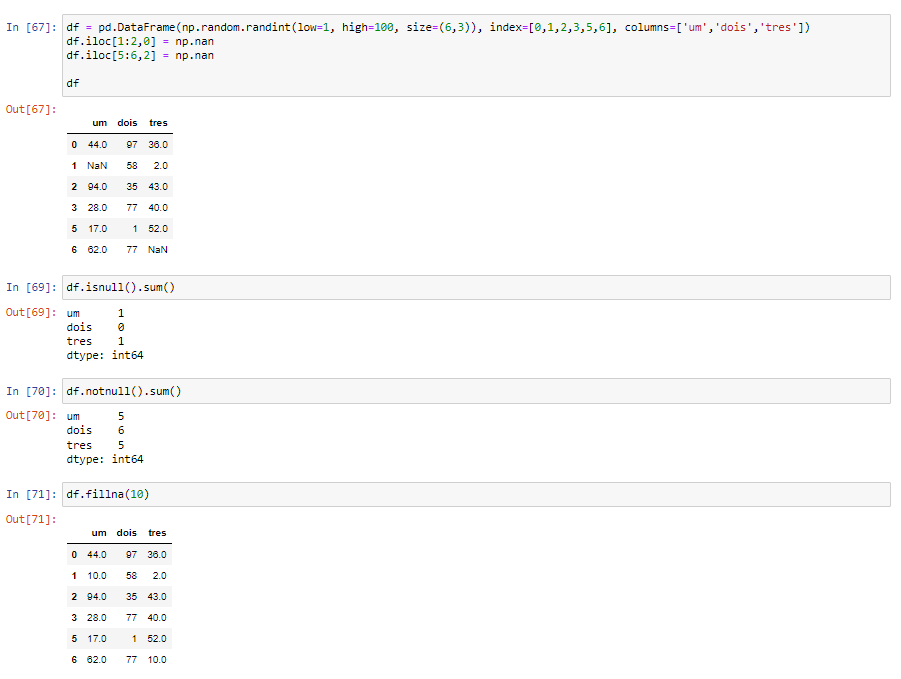 In [67]: df = pd.DataFrame(np.random.randint(low=1, high=100, size=(6,3)), index=[0,1,2,3,5,6], columns=['um','dois','tres'])
df.iloc[1:2,0] = np.nan
df.iloc[5:6,2] = np.nan
df
Out[67]:
um dois tres
0 44.0 97 36.0
1 NaN 58 2.0
2 94.0 35 43.0
3 28.0 77 40.0
5 17.0 1 52.0
6 62.0 77 NaN
In [69]: df.isnull().sum()
Out[69]: um 1
dois 0
tres 1
dtype: int64
In [70]: df.notnull().sum()
Out[70]: um 5
dois 6
tres 5
dtype: int64
In [71]: df.fillna(10)
Out[71]:
um dois tres
0 44.0 97 36.0
1 10.0 58 2.0
2 94.0 35 43.0
3 28.0 77 40.0
5 17.0 1 52.0
6 62.0 77 10.0